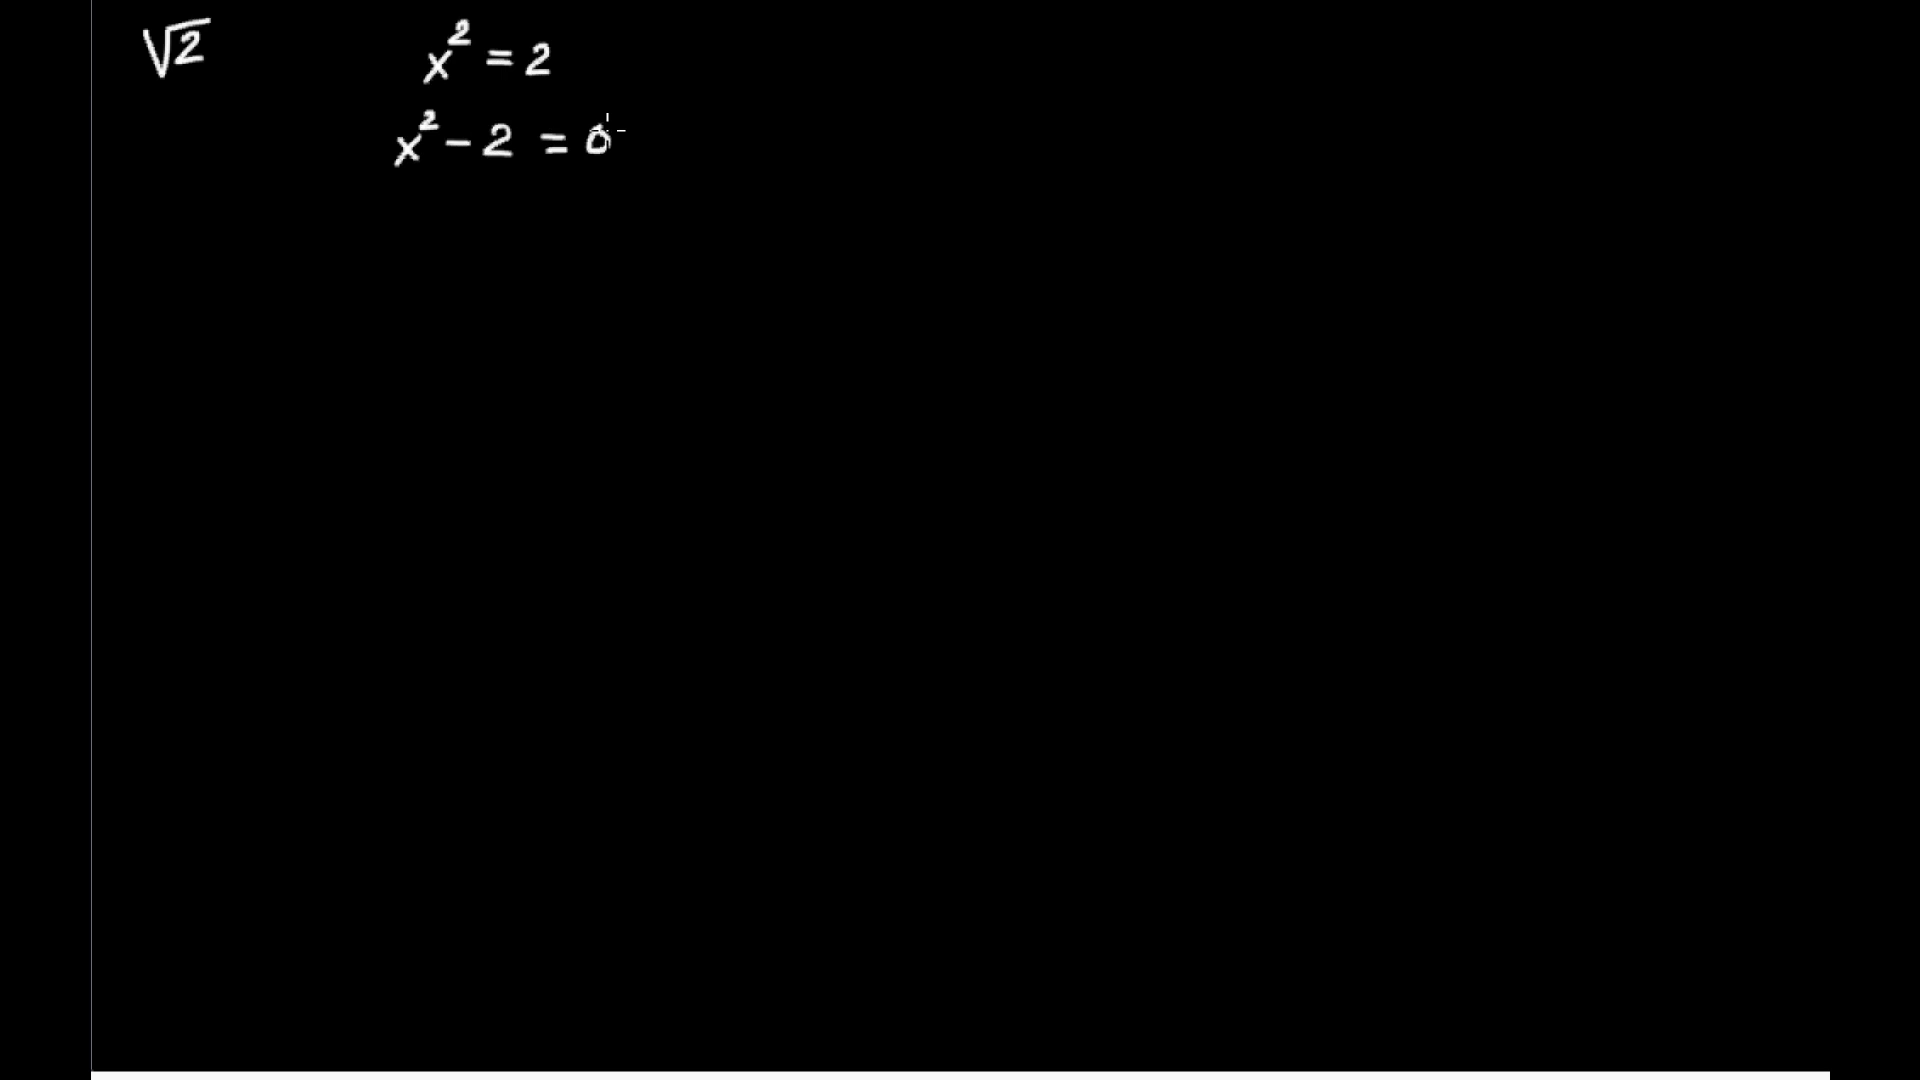 √2
x² = 2
x² - 2 = 0